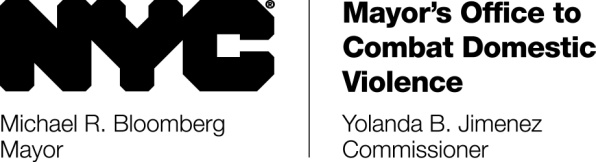 NYC®
Michael R. Bloomberg
Mayor
Mayor's Office to
Combat Domestic
Violence
Yolanda B. Jimenez
Commissioner